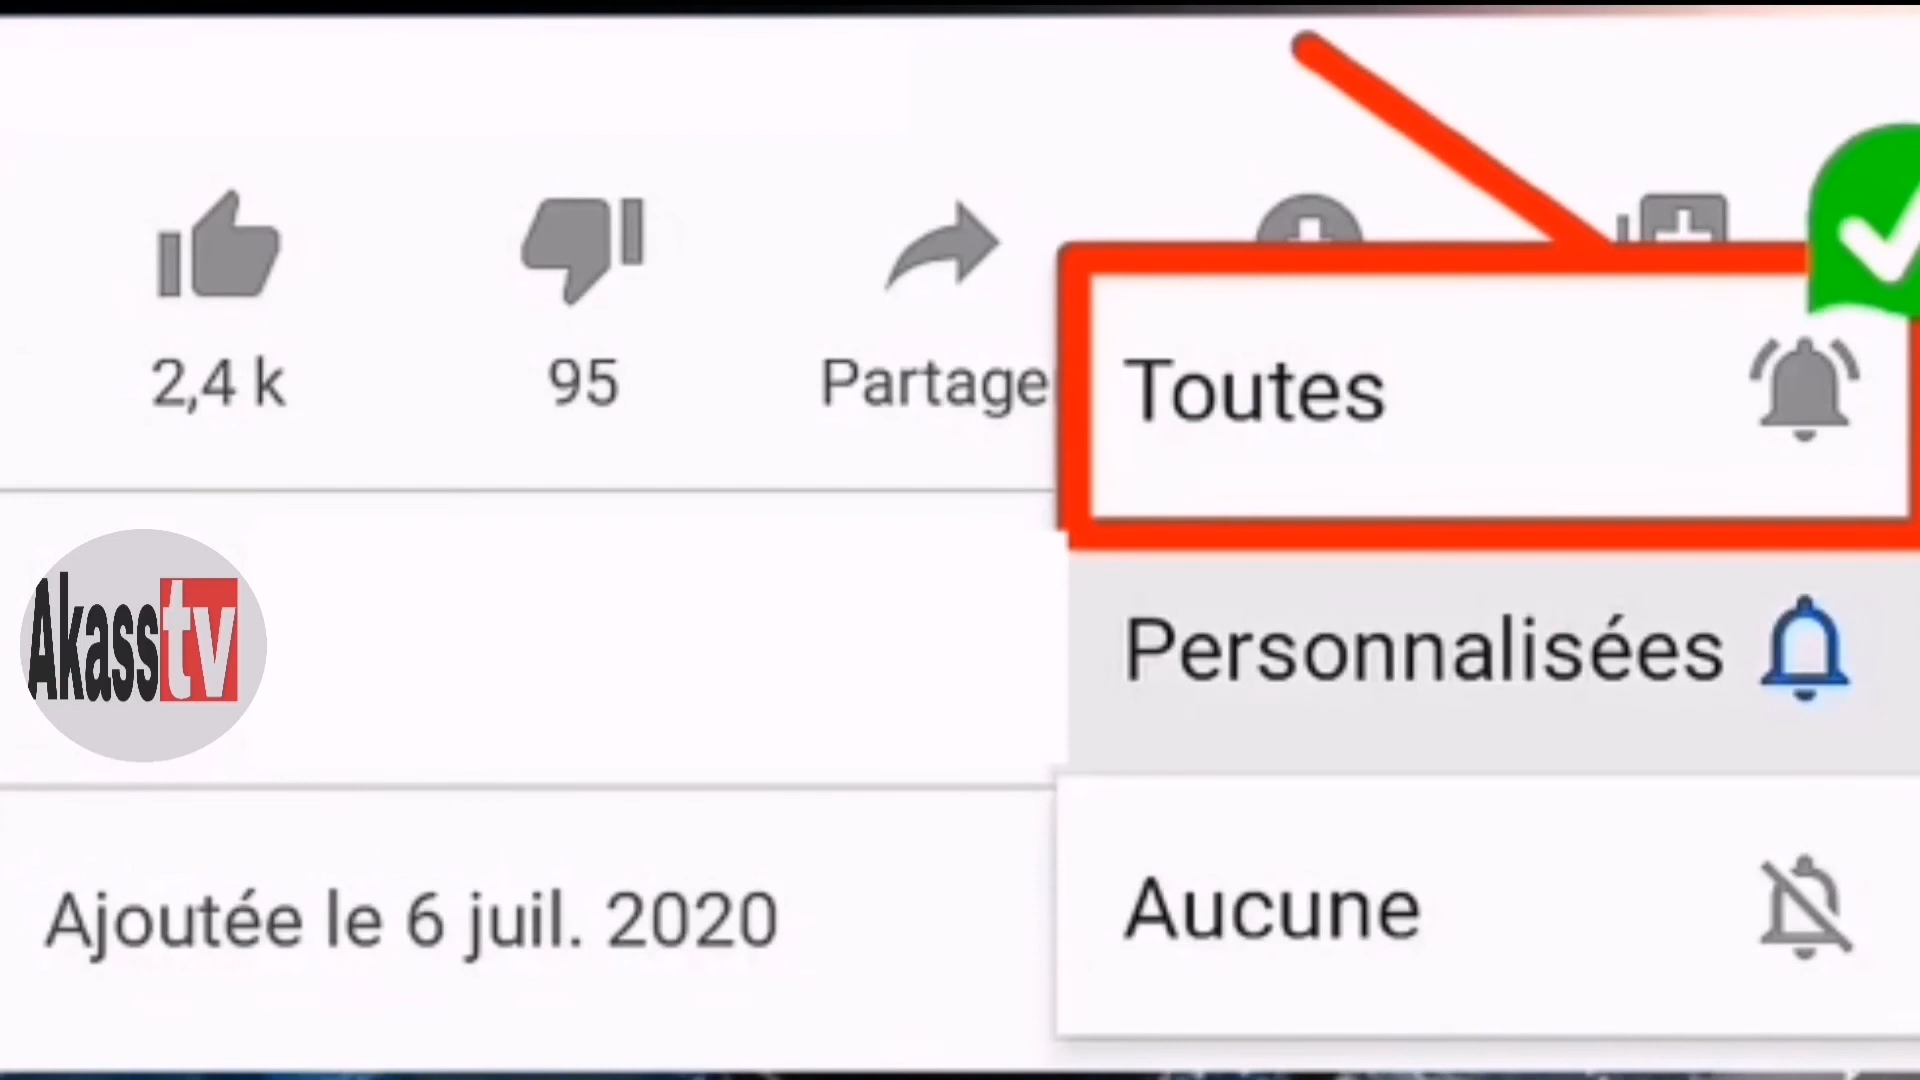 2,4 k
95
Partage
Toutes
Akasstv
Personnalisées
Ajoutée le 6 juil. 2020
Aucune